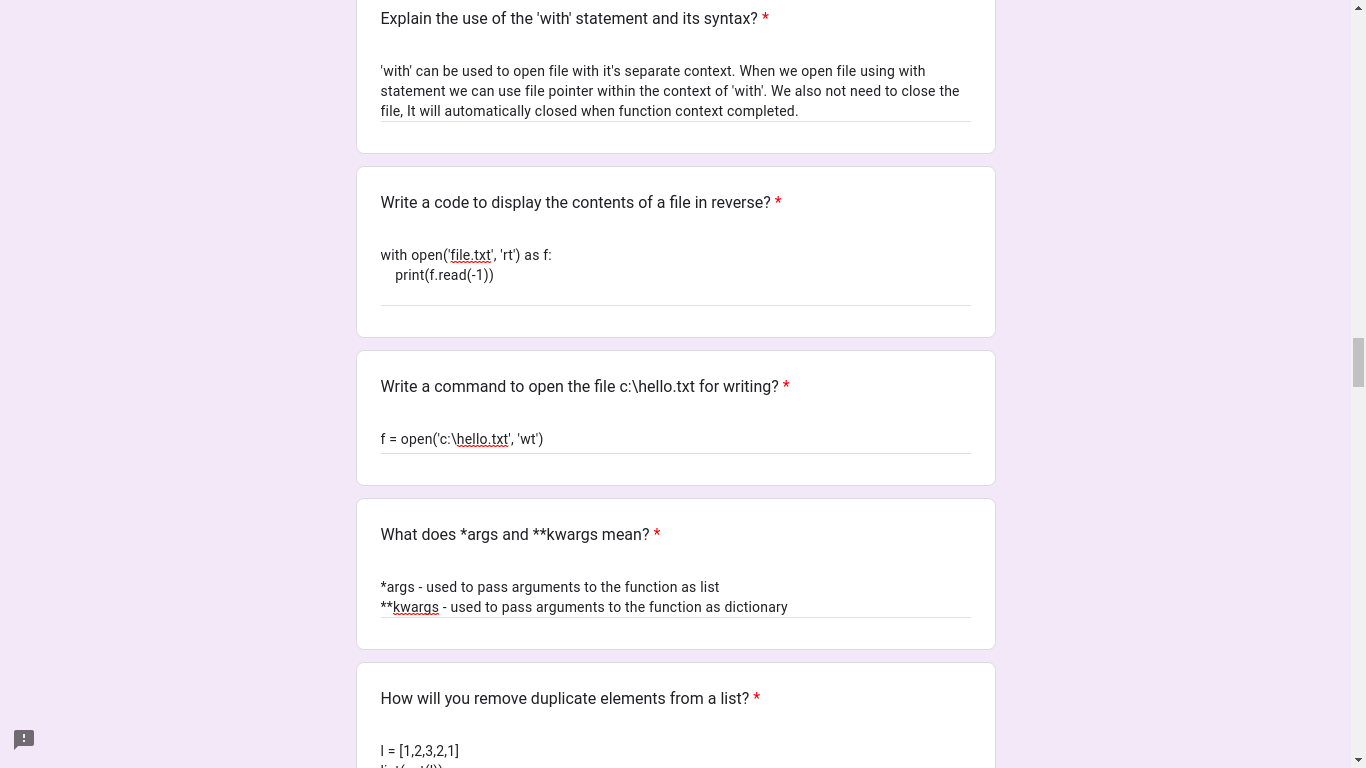 Explain the use of the 'with' statement and its syntax? *
'with' can be used to open file with it's separate context. When we open file using with
statement we can use file pointer within the context of 'with'. We also not need to close the
file, It will automatically closed when function context completed.
Write a code to display the contents of a file in reverse? *
with open('file.txt', 'rt') as f:
    print(f.read(-1))
Write a command to open the file c:\hello.txt for writing? *
f = open('c:\hello.txt', 'wt')
What does *args and **kwargs mean? *
*args - used to pass arguments to the function as list
**kwargs - used to pass arguments to the function as dictionary
How will you remove duplicate elements from a list? *
l = [1,2,3,2,1]